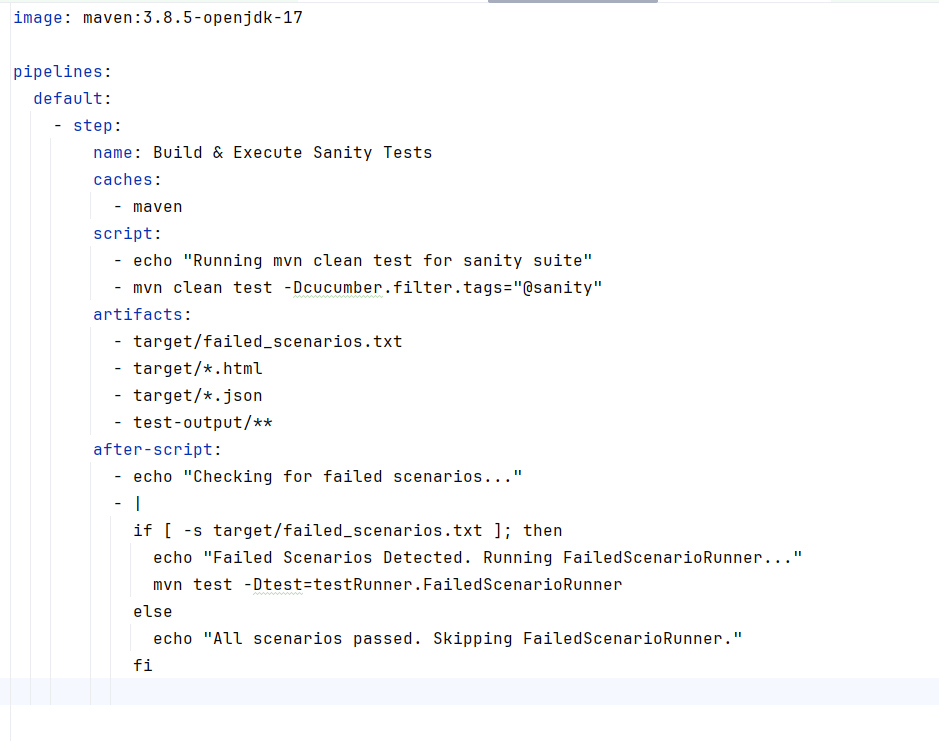 image: maven:3.8.5-openjdk-17
pipelines:
  default:
    - step:
        name: Build & Execute Sanity Tests
        caches:
          - maven
        script:
          - echo "Running mvn clean test for sanity suite"
          - mvn clean test -Dcucumber.filter.tags="@sanity"
        artifacts:
          - target/failed_scenarios.txt
          - target/*.html
          - target/*.json
          - test-output/**
        after-script:
          - echo "Checking for failed scenarios..."
          - |
            if [ -s target/failed_scenarios.txt ]; then
              echo "Failed Scenarios Detected. Running FailedScenarioRunner..."
              mvn test -Dtest=testRunner.FailedScenarioRunner
            else
              echo "All scenarios passed. Skipping FailedScenarioRunner."
            fi